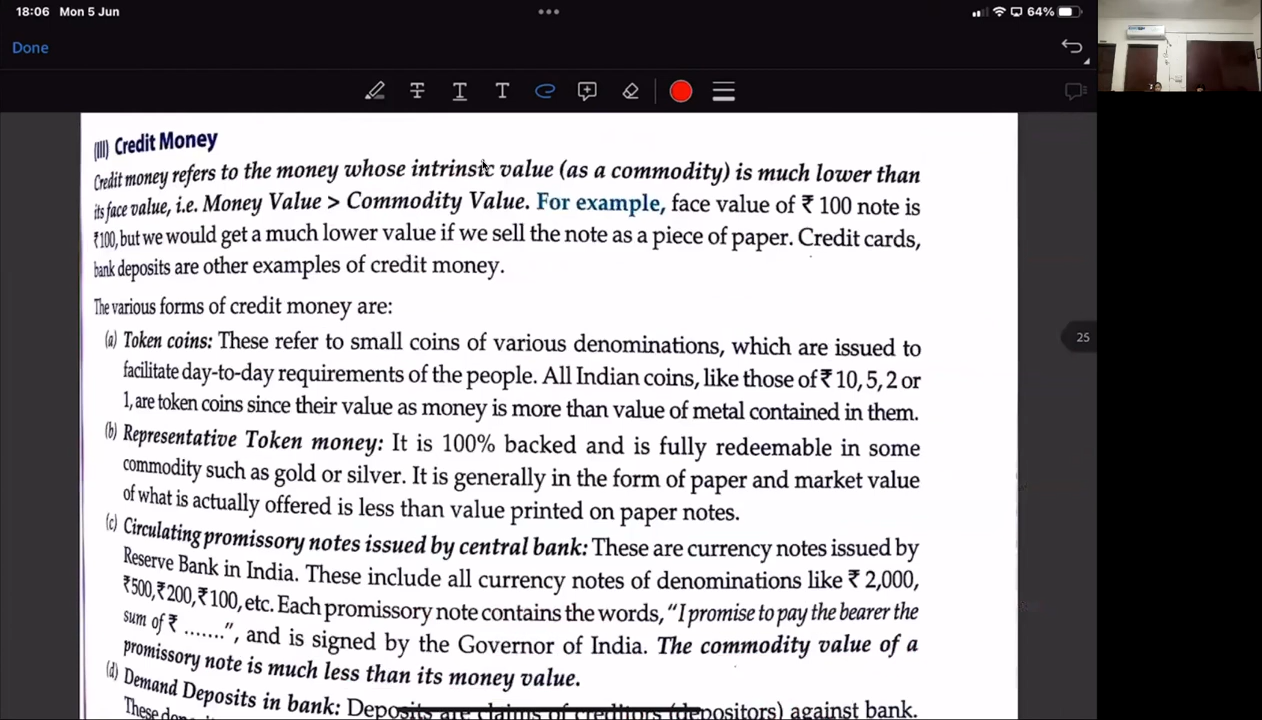 18:06 Mon 5 Jun
64%
Done
(III) Credit Money
Credit money refers to the money whose intrinsic value (as a commodity) is much lower than
its face value, i.e. Money Value > Commodity Value. For example, face value of ₹ 100 note is
₹100, but we would get a much lower value if we sell the note as a piece of paper. Credit cards,
bank deposits are other examples of credit money.
The various forms of credit money are:
(a) Token coins: These refer to small coins of various denominations, which are issued to
facilitate day-to-day requirements of the people. All Indian coins, like those of ₹ 10, 5, 2 or
1, are token coins since their value as money is more than value of metal contained in them.
(b) Representative Token money: It is 100% backed and is fully redeemable in some
commodity such as gold or silver. It is generally in the form of paper and market value
of what is actually offered is less than value printed on paper notes.
(c) Circulating promissory notes issued by central bank: These are currency notes issued by
Reserve Bank in India. These include all currency notes of denominations like ₹ 2,000,
₹500, ₹200, ₹100, etc. Each promissory note contains the words, "I promise to pay the bearer the
sum of ₹ .......", and is signed by the Governor of India. The commodity value of a
promissory note is much less than its money value.
(d) Demand Deposits in bank: Deposits are claims of creditors (depositors) against bank.
These
25